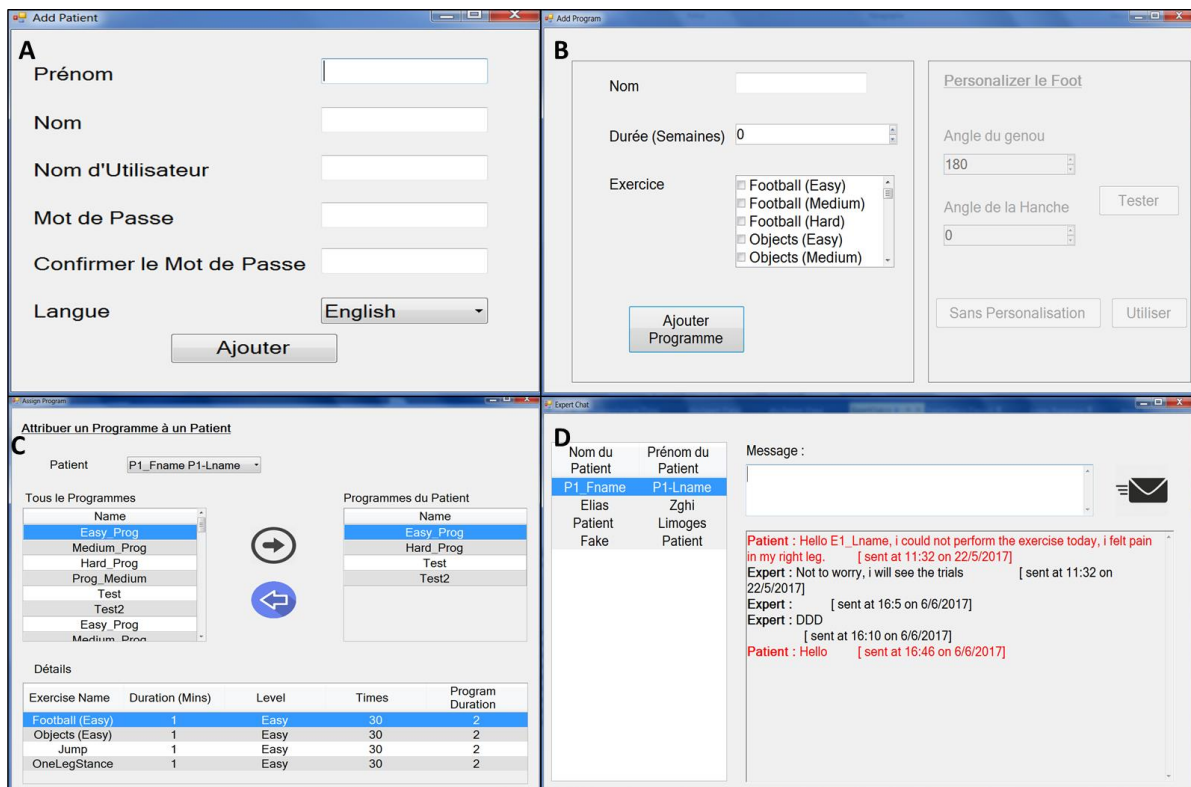 Add Patient
A
Prénom
Nom
Nom d'Utilisateur
Mot de Passe
Confirmer le Mot de Passe
Langue
English
Ajouter
Add Program
B
Nom
Durée (Semaines)
0
Exercice
Football (Easy)
Football (Medium)
Football (Hard)
Objects (Easy)
Objects (Medium)
Ajouter
Programme
Personalizer le Foot
Angle du genou
180
Angle de la Hanche
0
Tester
Sans Personalisation
Utiliser
Assign Program
Attribuer un Programme à un Patient
C
Patient
P1_Fname P1-Lname
Tous le Programmes
Name
Easy_Prog
Medium_Prog
Hard_Prog
Prog_Medium
Test
Test2
Easy_Prog
Medium_Prog
Programmes du Patient
Name
Easy_Prog
Hard_Prog
Test
Test2
Détails
Exercise Name Duration (Mins) Level Times Program Duration
Football (Easy) 1 Easy 30 2
Objects (Easy) 1 Easy 30 2
Jump 1 Easy 30 2
OneLegStance 1 Easy 30 2
Expert Chat
D
Nom du Patient Prénom du Patient
P1_Fname P1-Lname
Elias Zghi
Patient Limoges
Fake Patient
Message :
Patient : Hello E1_Lname, i could not perform the exercise today, i felt pain
in my right leg. [ sent at 11:32 on 22/5/2017]
Expert : Not to worry, i will see the trials [ sent at 11:32 on
22/5/2017]
Expert : [ sent at 16:5 on 6/6/2017]
Expert : DDD
[ sent at 16:10 on 6/6/2017]
Patient : Hello [ sent at 16:46 on 6/6/2017]